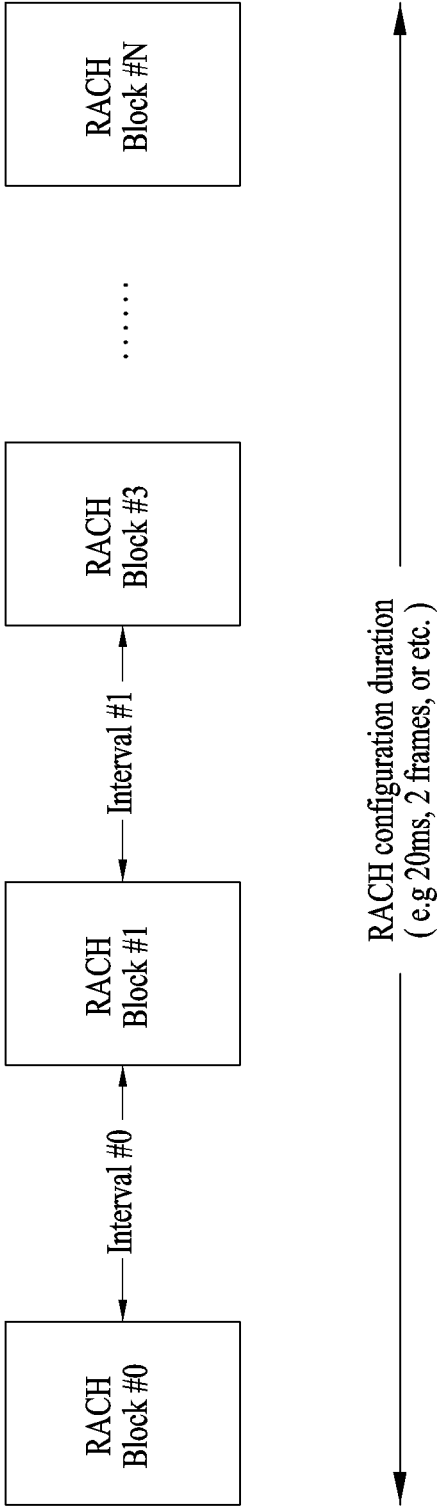 RACH
Block #0
Interval #0
RACH
Block #1
Interval #1
RACH
Block #3
......
RACH
Block #N
RACH configuration duration
( e.g 20ms, 2 frames, or etc. )